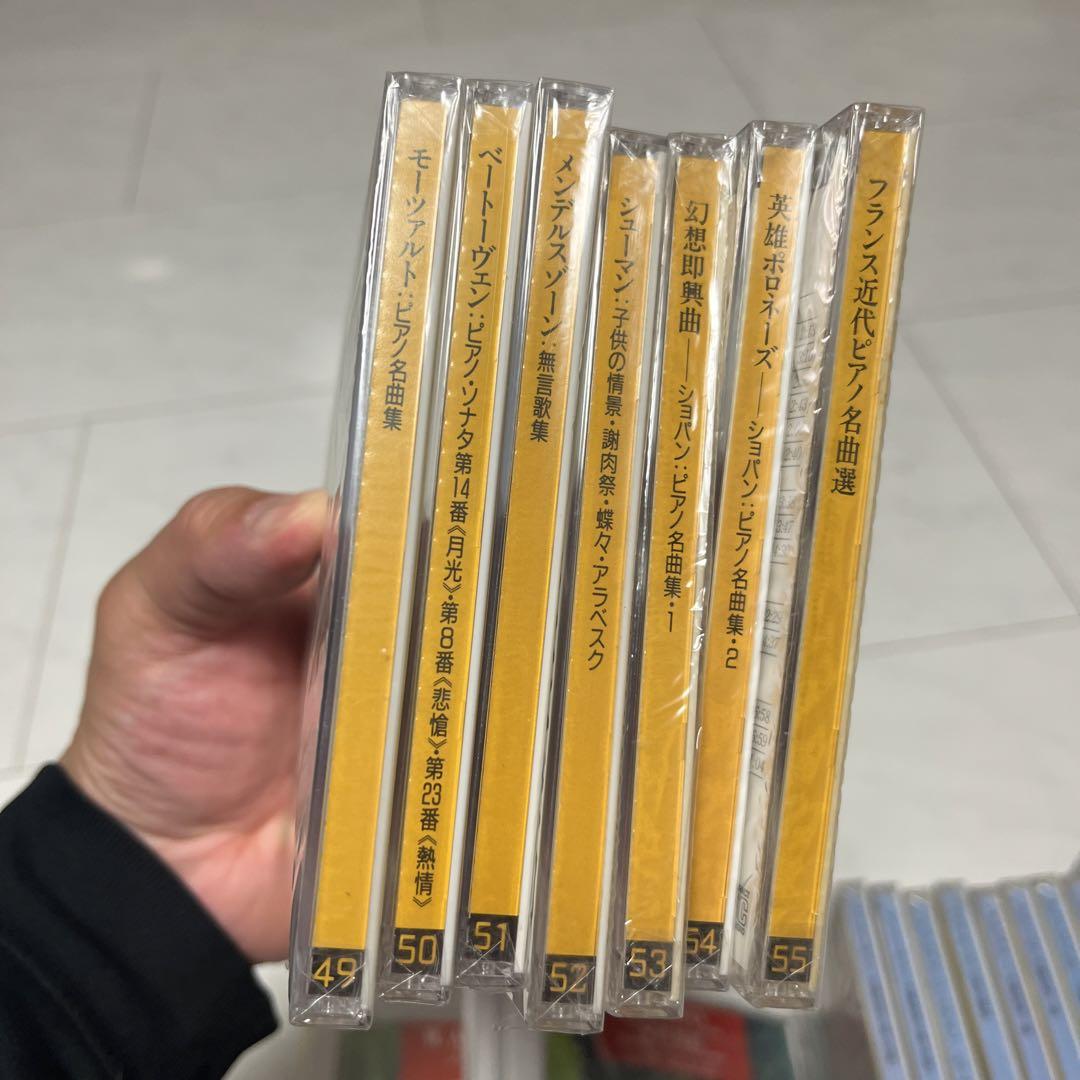 モーツァルト:ピアノ名曲集
49
ベートーヴェン:ピアノ・ソナタ第14番《月光》・第8番《悲愴》・第23番《熱情》
50
メンデルスゾーン:無言歌集
51
シューマン:子供の情景・謝肉祭・蝶々・アラベスク
52
幻想即興曲──ショパン:ピアノ名曲集・1
53
英雄ポロネーズ──ショパン:ピアノ名曲集・2
54
フランス近代ピアノ名曲選
55